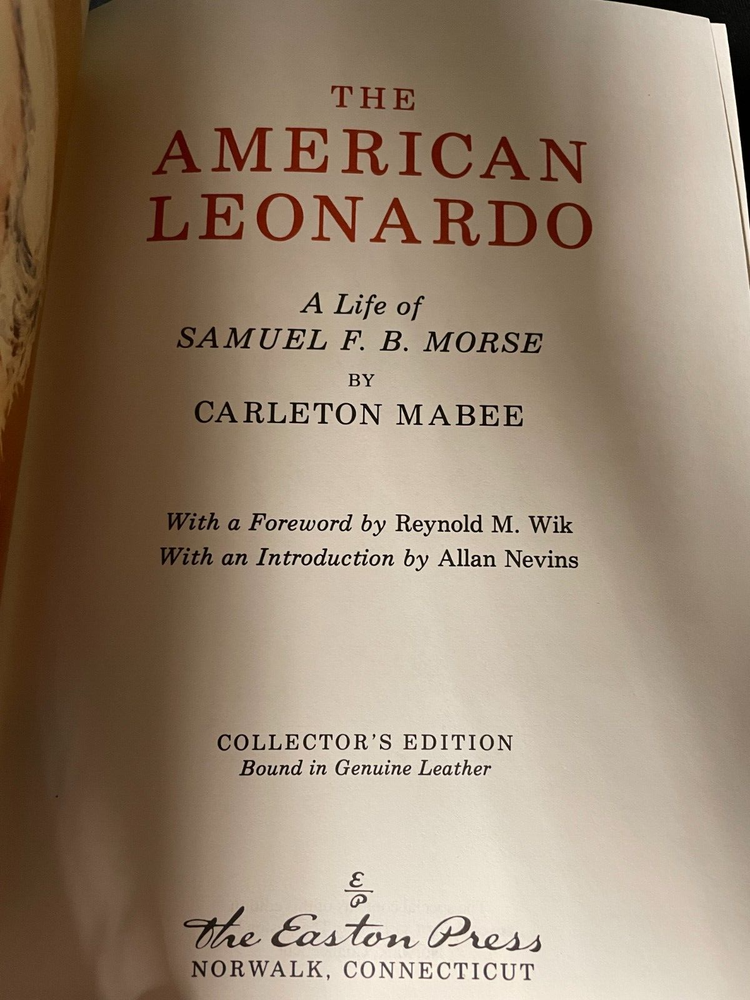 THE
AMERICAN
LEONARDO
A Life of
SAMUEL F. B. MORSE
BY
CARLETON MABEE
With a Foreword by Reynold M. Wik
With an Introduction by Allan Nevins
COLLECTOR'S EDITION
Bound in Genuine Leather
E
P
The Easton Press
NORWALK, CONNECTICUT